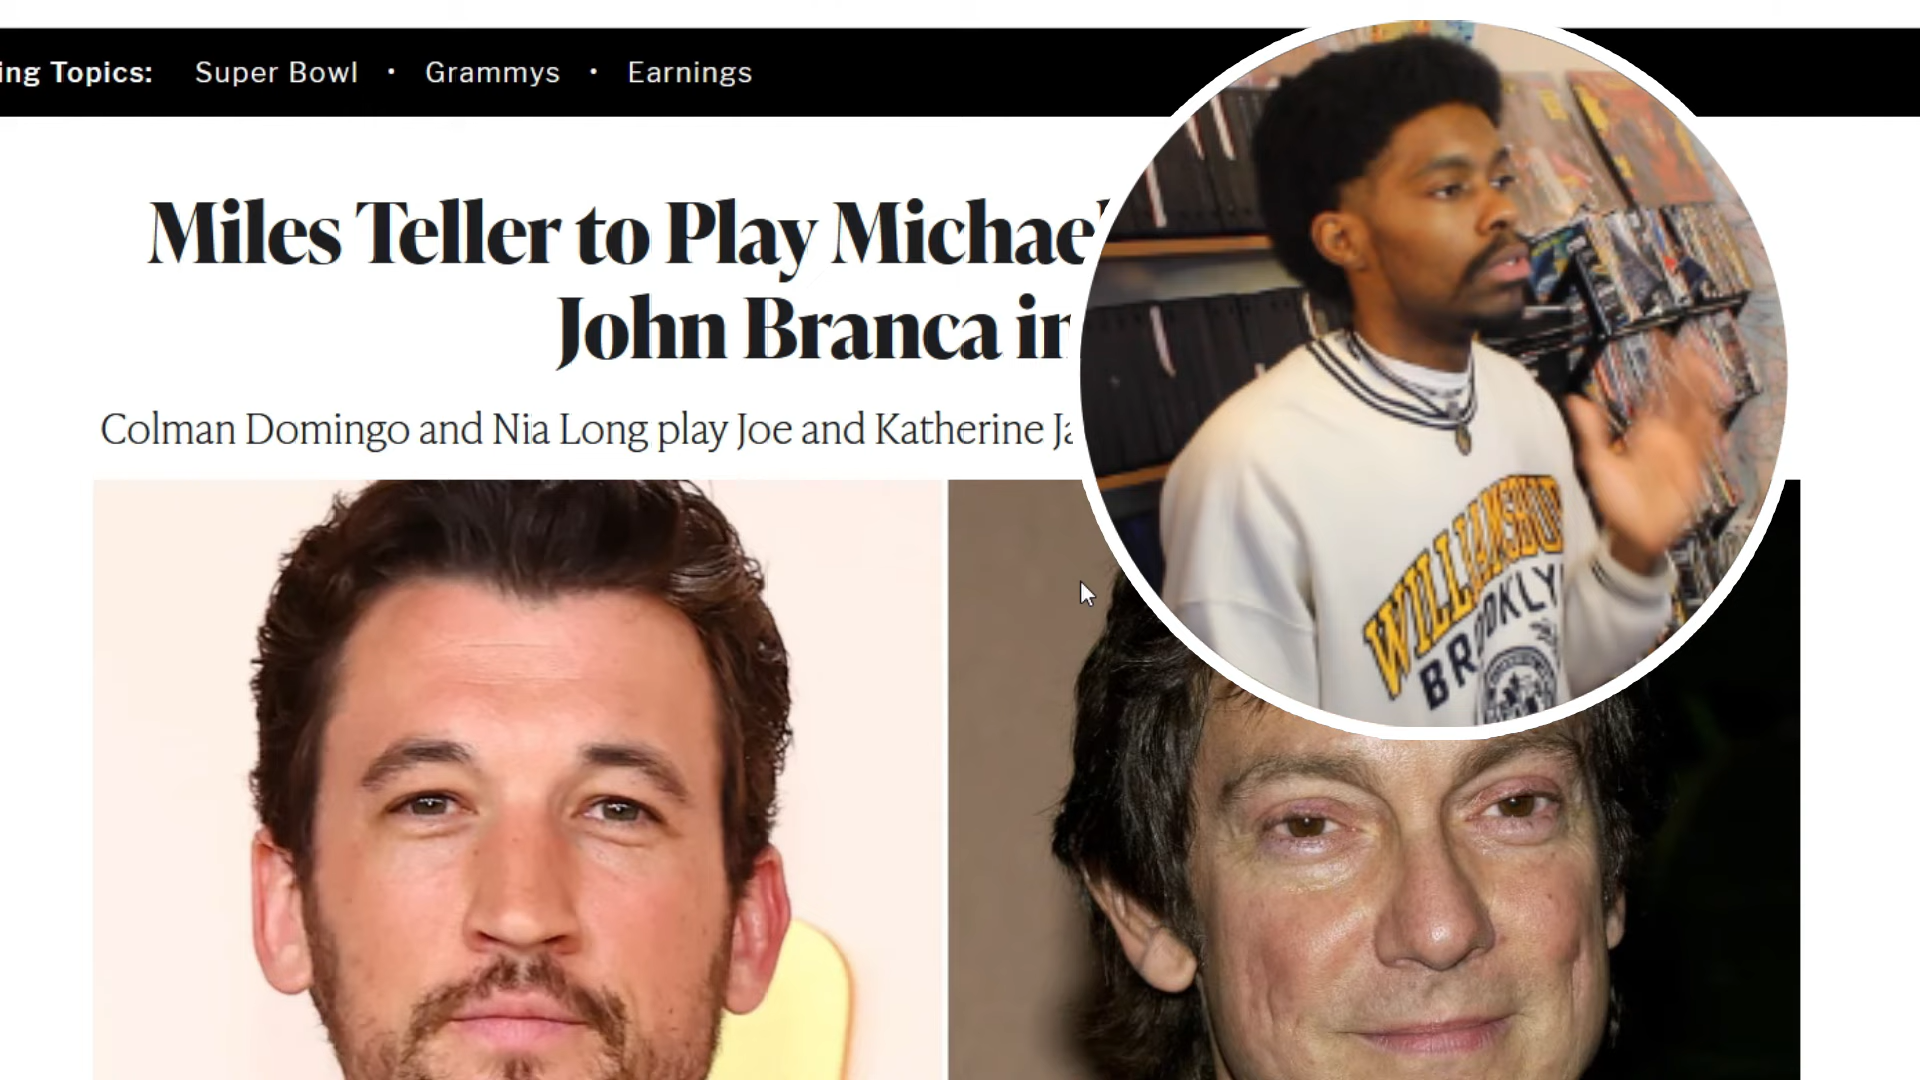 ing Topics: Super Bowl • Grammys • Earnings
Miles Teller to Play Michael
John Branca in
Colman Domingo and Nia Long play Joe and Katherine Ja
WILLIAMSBU
BROOKLY